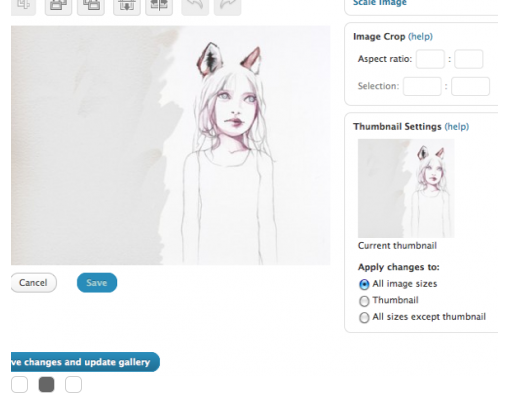 Scale Image
Image Crop (help)
Aspect ratio: :
Selection: :
Thumbnail Settings (help)
Current thumbnail
Apply changes to:
All image sizes
Thumbnail
All sizes except thumbnail
Cancel Save
ve changes and update gallery